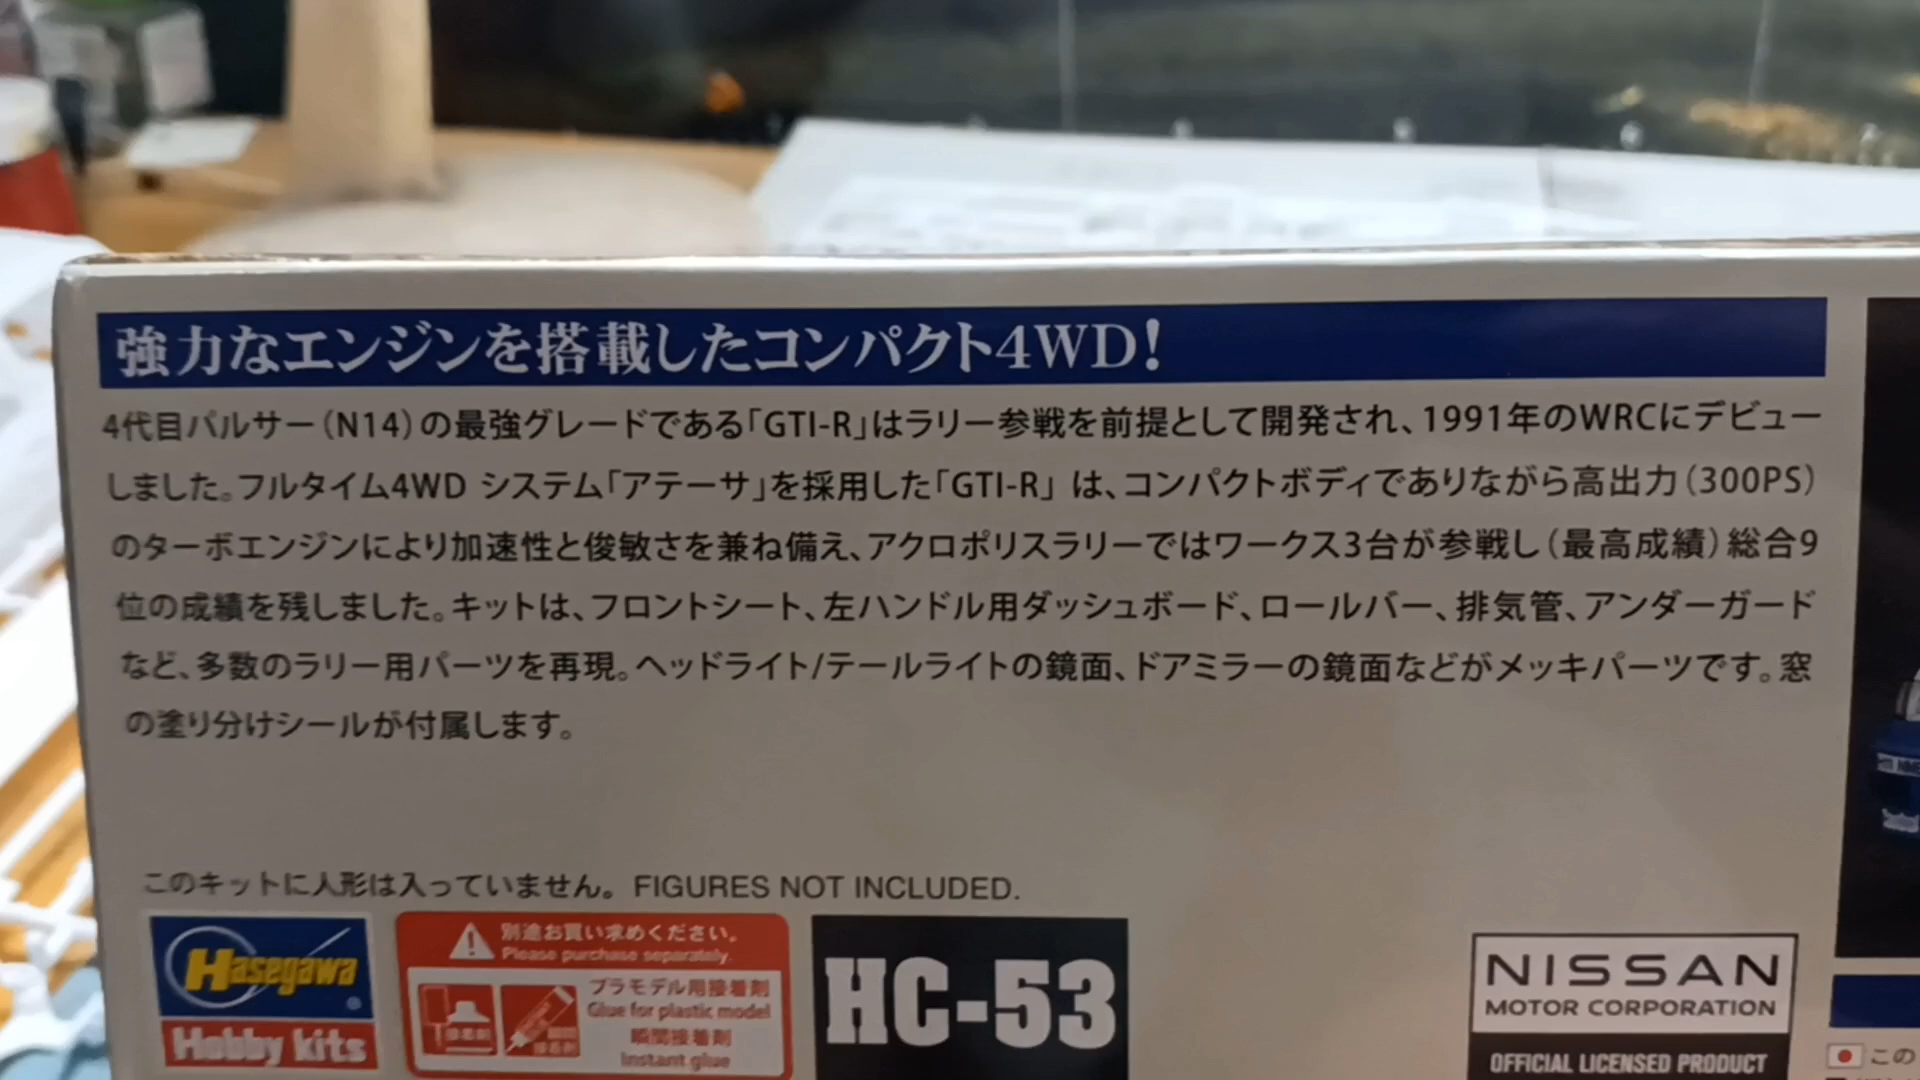 強力なエンジンを搭載したコンパクト4WD!
4代目パルサー(N14)の最強グレードである「GTI-R」はラリー参戦を前提として開発され、1991年のWRCにデビュー
しました。フルタイム4WD システム「アテーサ」を採用した「GTI-R」は、コンパクトボディでありながら高出力(300PS)
のターボエンジンにより加速性と俊敏さを兼ね備え、アクロポリスラリーではワークス3台が参戦し(最高成績)総合9
位の成績を残しました。キットは、フロントシート、左ハンドル用ダッシュボード、ロールバー、排気管、アンダーガード
など、多数のラリー用パーツを再現。ヘッドライト/テールライトの鏡面、ドアミラーの鏡面などがメッキパーツです。窓
の塗り分けシールが付属します。
このキットに人形は入っていません。FIGURES NOT INCLUDED.
Hasegawa
Hobby kits
別途お買い求めください。
Please purchase separately.
プラモデル用接着剤
Glue for plastic model
瞬間接着剤
Instant glue
接着剤
接着剤
HC-53
NISSAN
MOTOR CORPORATION
OFFICIAL LICENSED PRODUCT
この